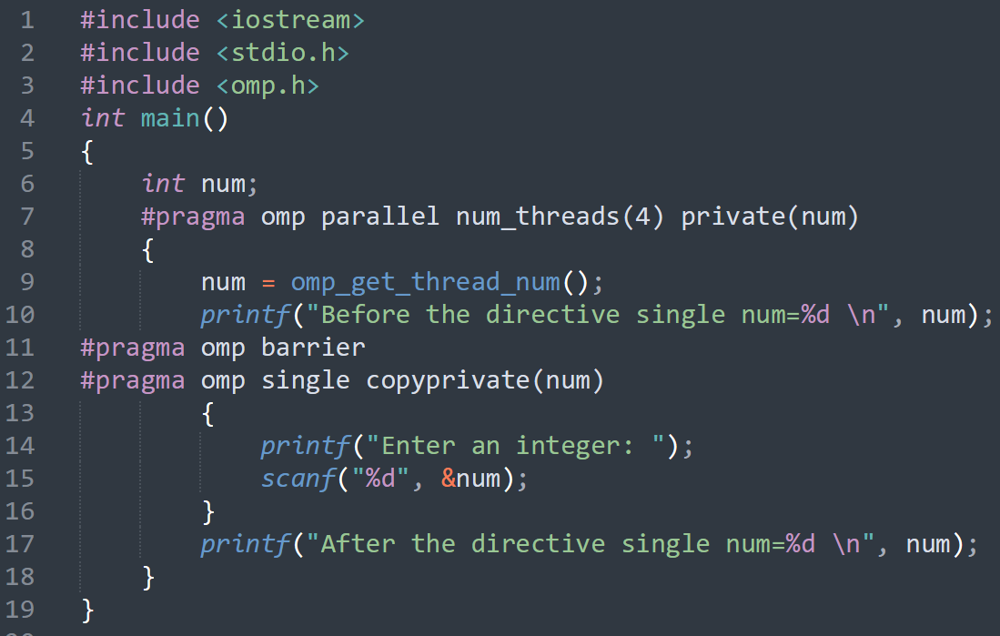 1 #include <iostream>
2 #include <stdio.h>
3 #include <omp.h>
4 int main()
5 {
6     int num;
7     #pragma omp parallel num_threads(4) private(num)
8     {
9         num = omp_get_thread_num();
10         printf("Before the directive single num=%d \n", num);
11 #pragma omp barrier
12 #pragma omp single copyprivate(num)
13         {
14             printf("Enter an integer: ");
15             scanf("%d", &num);
16         }
17         printf("After the directive single num=%d \n", num);
18     }
19 }